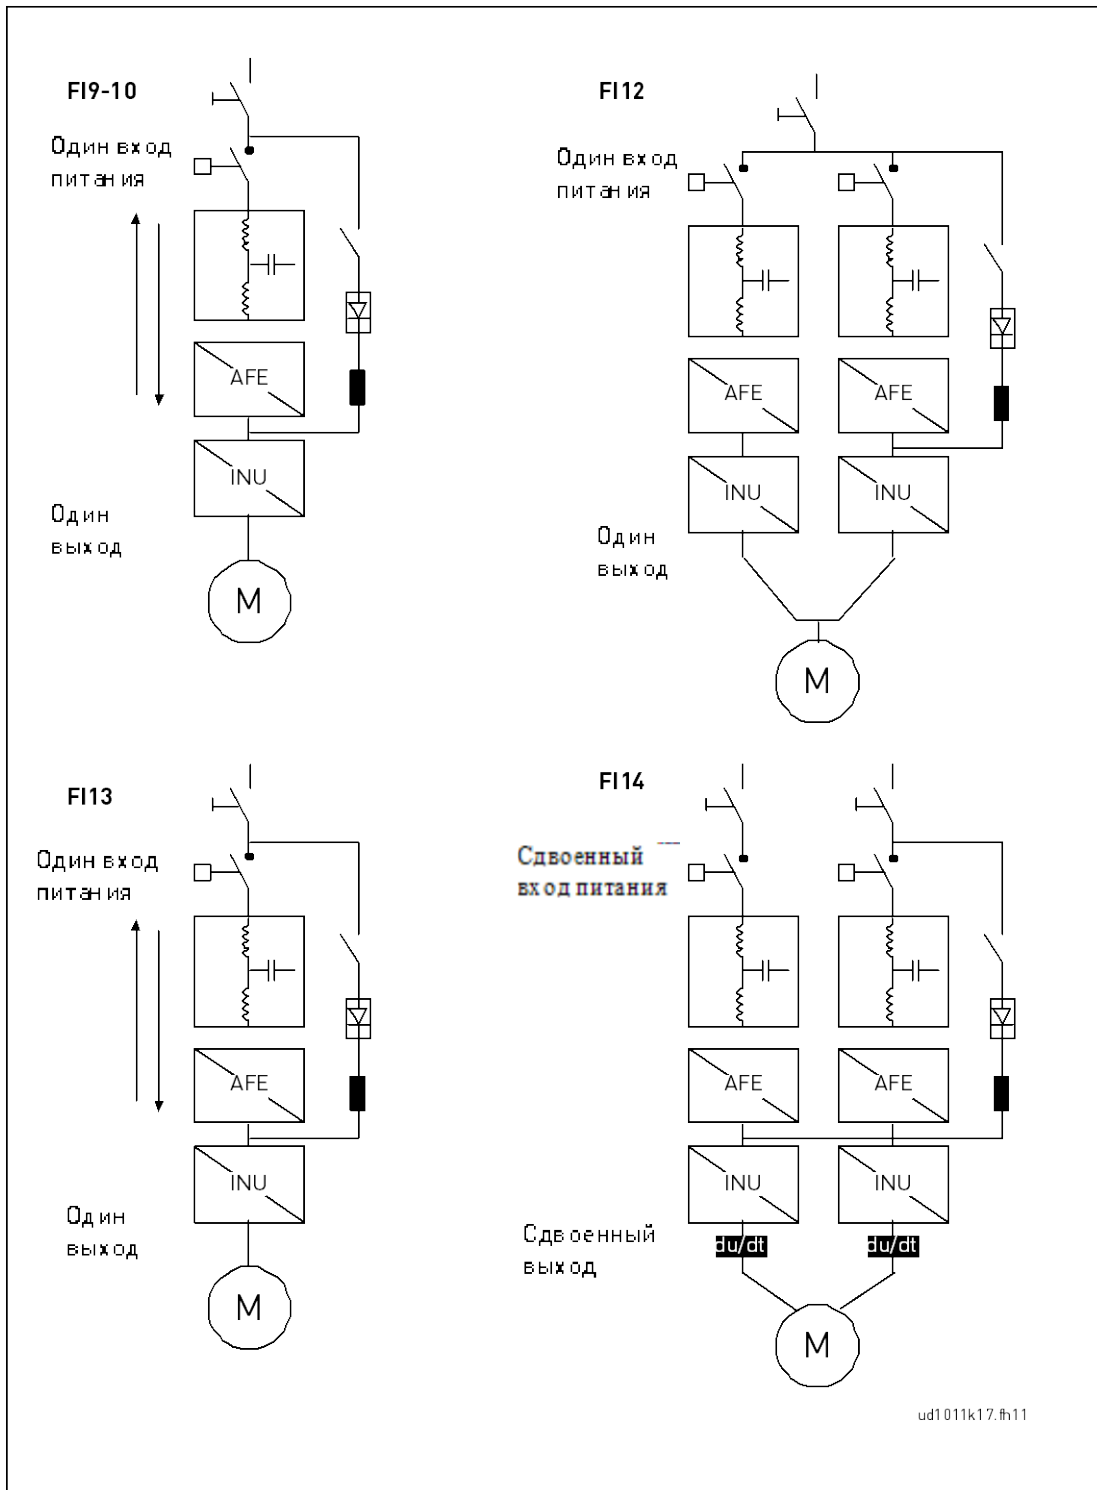 FI9-10
Один вход
питания
AFE
INU
Один
выход
M
FI12
Один вход
питания
AFE
AFE
INU
INU
Один
выход
M
FI13
Один вход
питания
AFE
INU
Один
выход
M
FI14
Сдвоенный
вход питания
AFE
AFE
INU
INU
Сдвоенный
выход
du/dt
du/dt
M
ud1011k17.fh11